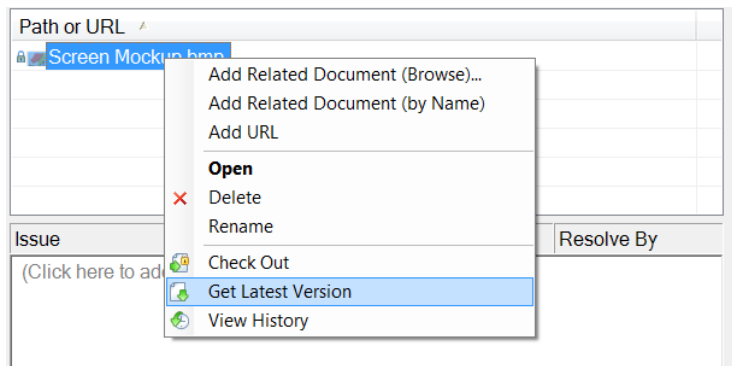 Path or URL
Screen Mockup.bmp
Add Related Document (Browse)...
Add Related Document (by Name)
Add URL
Open
Delete
Rename
Issue
Resolve By
(Click here to ad
Check Out
Get Latest Version
View History